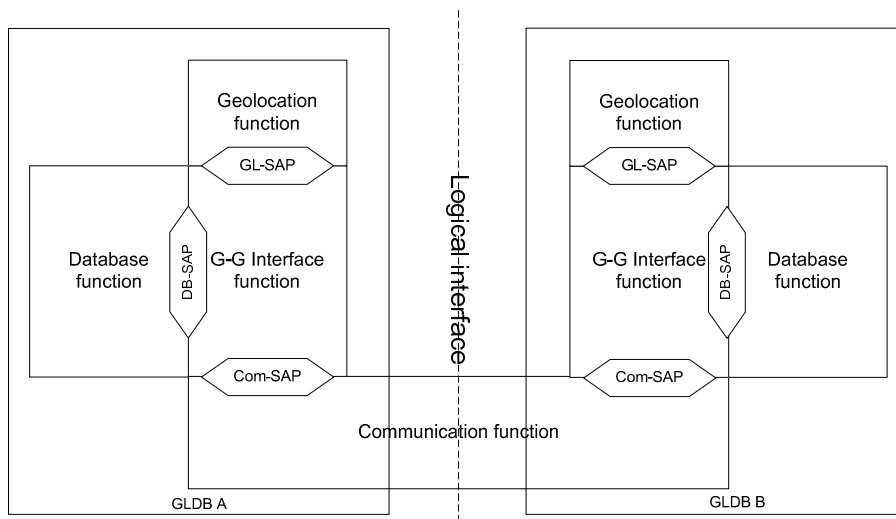 Geolocation
function
GL-SAP
Database
function
DB-SAP
G-G Interface
function
Com-SAP
GLDB A
Logical interface
Communication function
Geolocation
function
GL-SAP
G-G Interface
function
DB-SAP
Database
function
Com-SAP
GLDB B